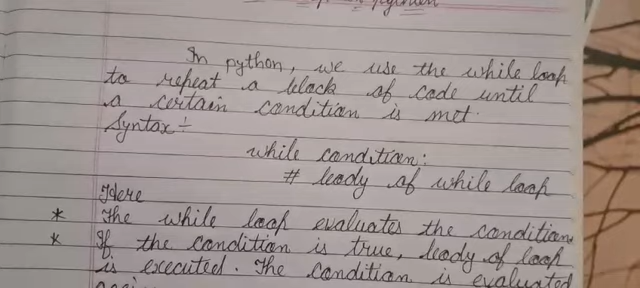 python
In python, we use the while loop
to repeat a block of code until
a certain condition is met.
Syntax:-
while condition:
# body of while loop
Here
* The while loop evaluates the condition
* If the condition is true, body of loop
is executed. The condition is evaluated